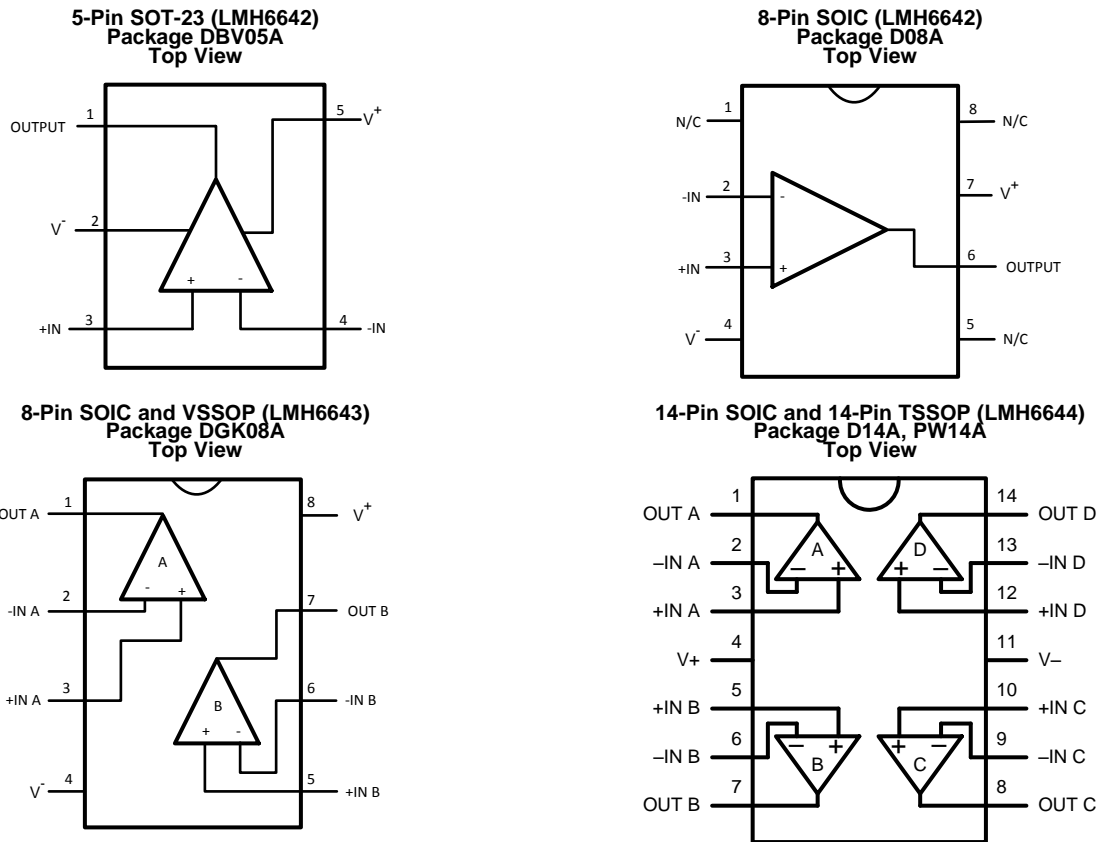 5-Pin SOT-23 (LMH6642)
Package DBV05A
Top View
OUTPUT 1
5 V+
V- 2
+ -
+IN 3
4 -IN
8-Pin SOIC (LMH6642)
Package D08A
Top View
N/C 1
8 N/C
-IN 2
-
7 V+
+IN 3
+
6 OUTPUT
V- 4
5 N/C
8-Pin SOIC and VSSOP (LMH6643)
Package DGK08A
Top View
OUT A 1
8 V+
A
- +
-IN A 2
7 OUT B
+IN A 3
6 -IN B
B
+ -
V- 4
5 +IN B
14-Pin SOIC and 14-Pin TSSOP (LMH6644)
Package D14A, PW14A
Top View
OUT A 1
14 OUT D
–IN A 2
A D
13 –IN D
– + + –
+IN A 3
12 +IN D
V+ 4
11 V–
+IN B 5
10 +IN C
– + + –
–IN B 6
B C
9 –IN C
OUT B 7
8 OUT C